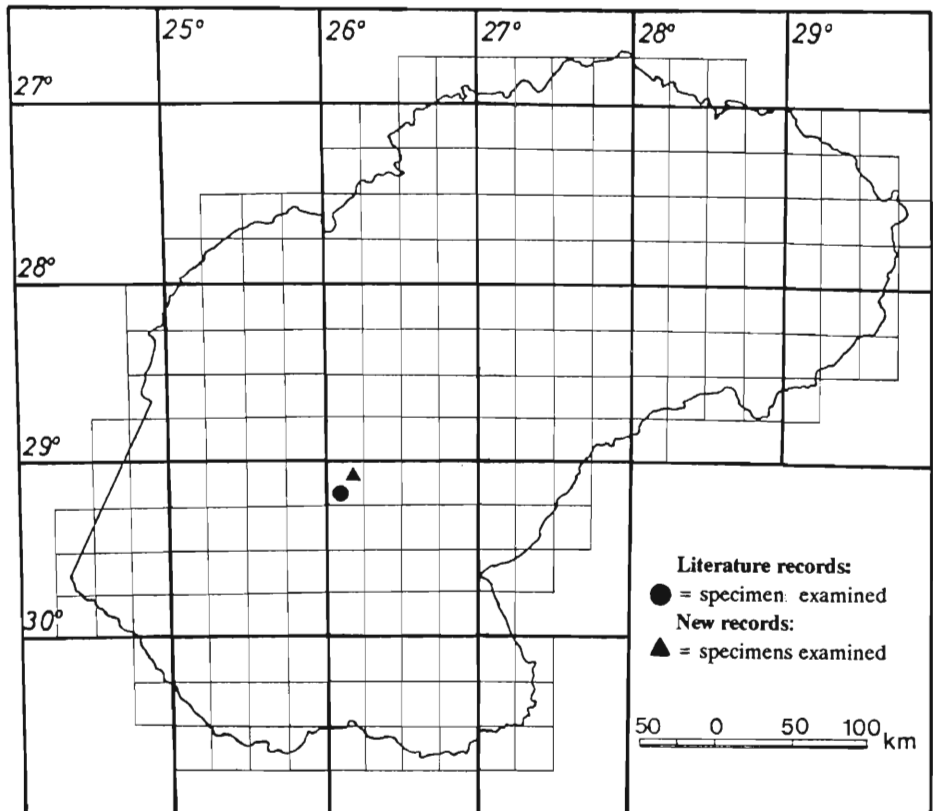 25° 26° 27° 28° 29°
27°
28°
29°
30°
Literature records:
= specimen examined
New records:
= specimens examined
50 0 50 100 km